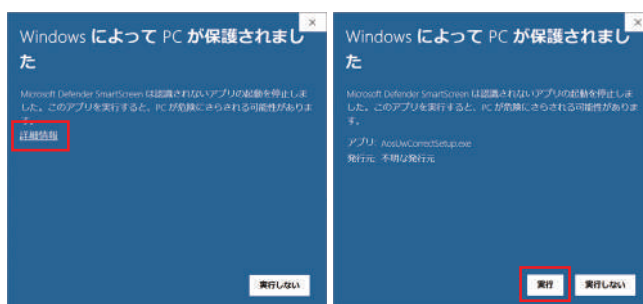 Windows によって PC が保護されまし
た
Microsoft Defender SmartScreen は認識されないアプリの起動を停止しま
した。このアプリを実行すると、PC が危険にさらされる可能性がありま
す。
詳細情報
実行しない
Windows によって PC が保護されまし
た
Microsoft Defender SmartScreen は認識されないアプリの起動を停止しま
した。このアプリを実行すると、PC が危険にさらされる可能性がありま
す。
アプリ: AosUwCorrectSetup.exe
発行元: 不明な発行元
実行
実行しない